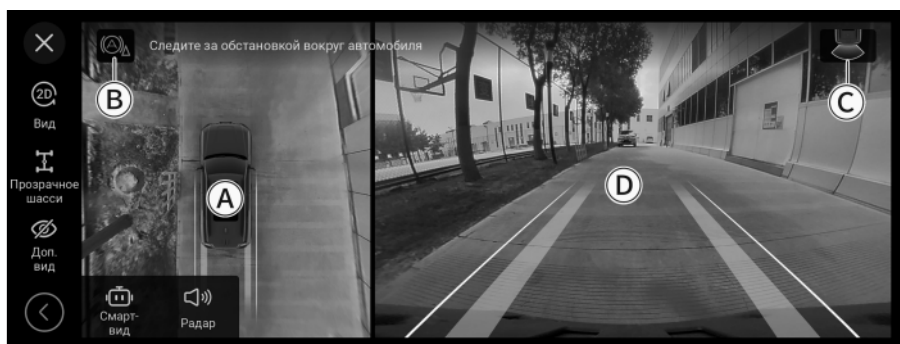 Следите за обстановкой вокруг автомобиля
B
C
2D
Вид
Прозрачное
шасси
A
D
Доп.
вид
Смарт-
вид
Радар